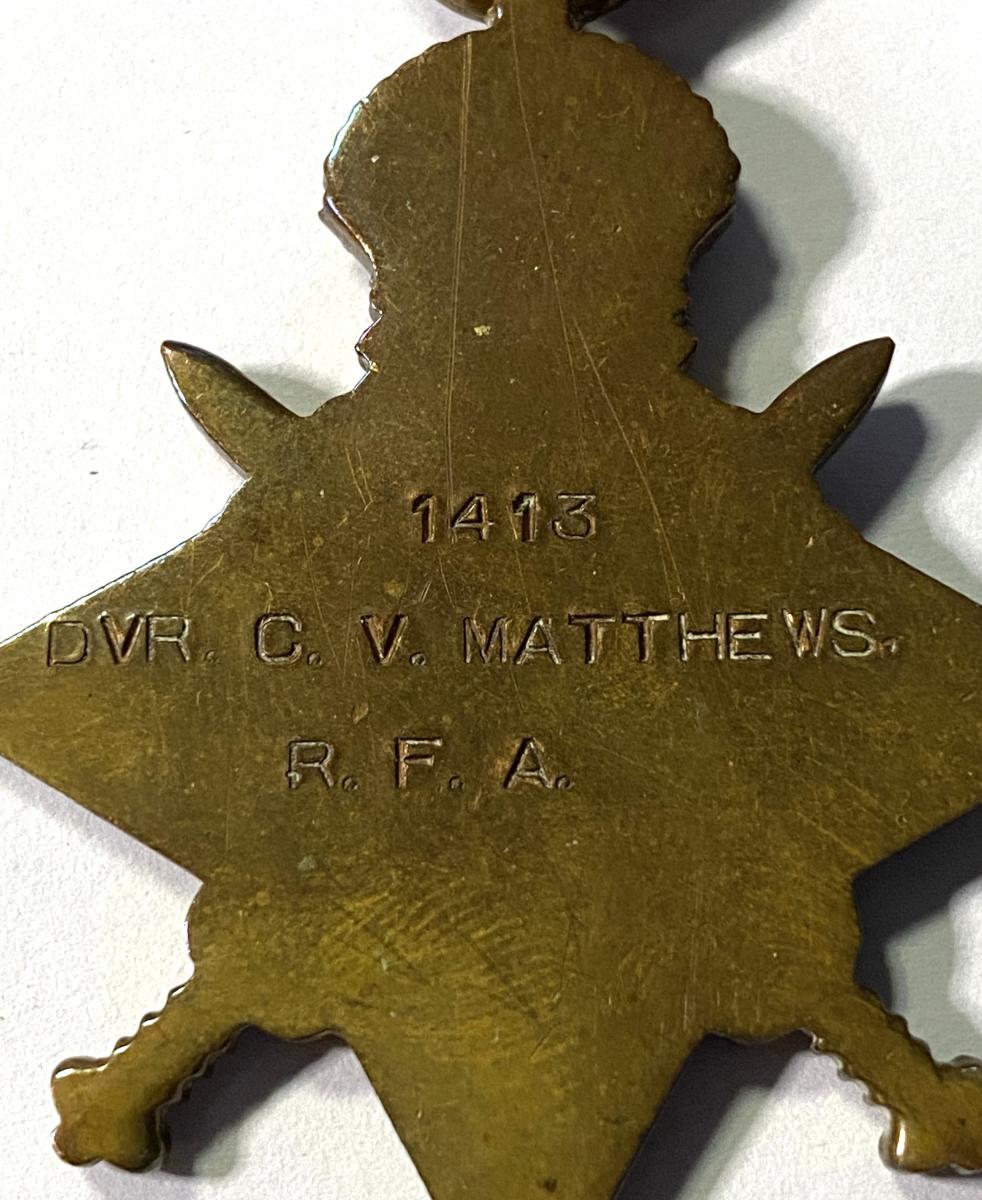 1413
DVR. C. V. MATTHEWS.
R. F. A.